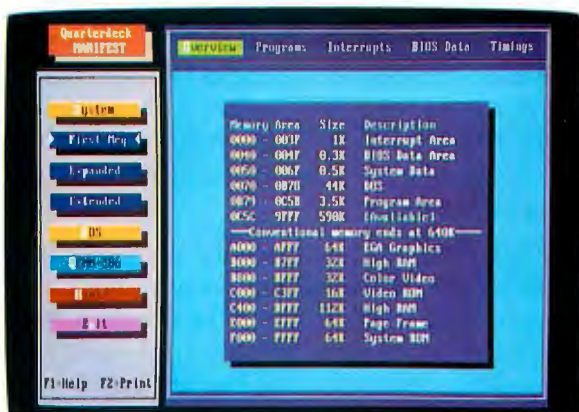 Quarterdeck
MANIFEST
Overview Programs Interrupts BIOS Data Timings
System
First Meg
Expanded
Extended
DOS
QEMM-386
Exit
F1=Help F2=Print
Memory Area Size Description
0000 - 003F 1K Interrupt Area
0040 - 004F 0.3K BIOS Data Area
0050 - 006F 0.5K System Data
0070 - 0B78 44K DOS
0B79 - 0C5B 3.5K Program Area
0C5C - 9FFF 590K [Available]
Conventional memory ends at 640K
A000 - AFFF 64K EGA Graphics
B000 - B7FF 32K High RAM
B800 - BFFF 32K Color Video
C000 - C3FF 16K Video ROM
C400 - DFFF 112K High RAM
E000 - EFFF 64K Page Frame
F000 - FFFF 64K System ROM